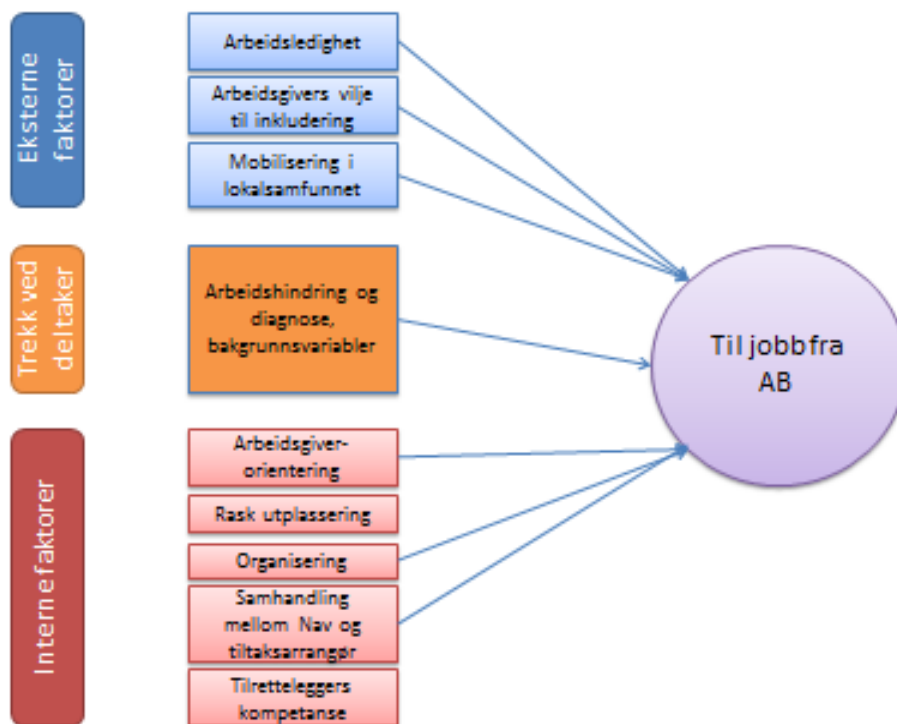 Eksterne
faktorer
Arbeidsledighet
Arbeidsgivers vilje
til inkludering
Mobilisering i
lokalsamfunnet
Trekk ved
deltaker
Arbeidshindring og
diagnose,
bakgrunnsvariabler
Til jobb fra
AB
Interne faktorer
Arbeidsgiver-
orientering
Rask utplassering
Organisering
Samhandling
mellom Nav og
tiltaksarrangør
Tilretteleggers
kompetanse